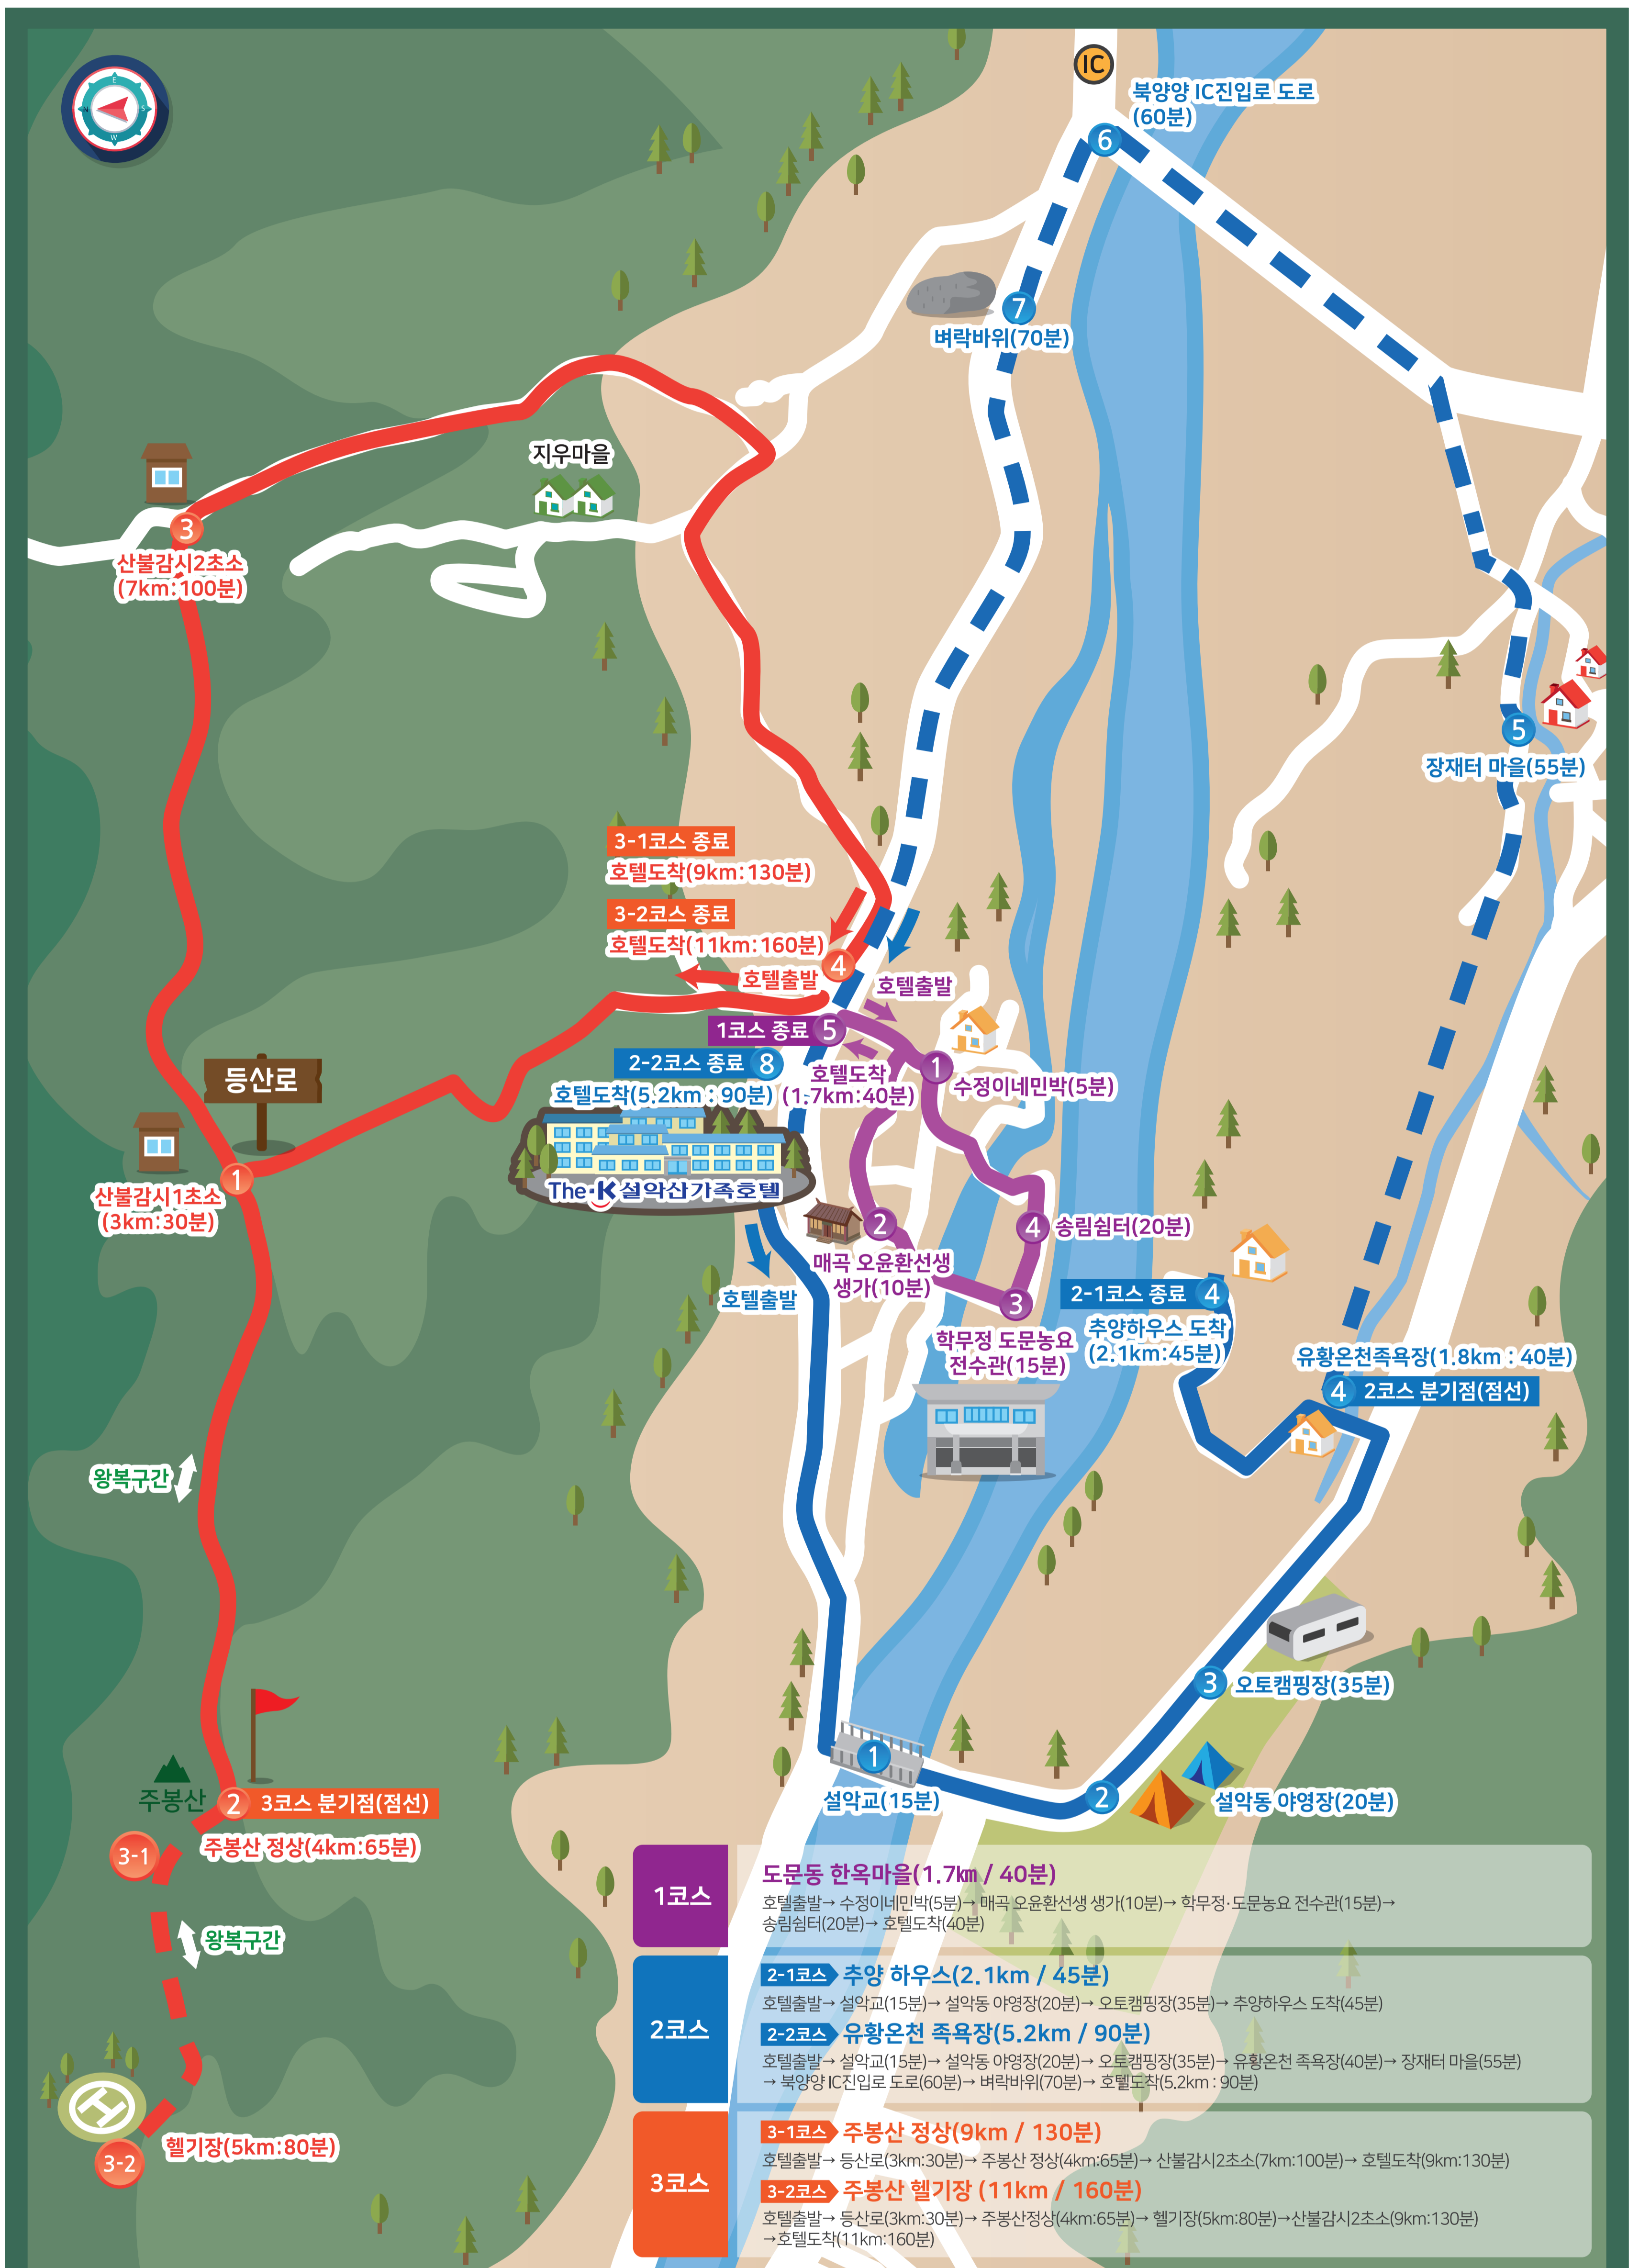 E
N
S
W
IC
북양양 IC진입로 도로
(60분)
6
7
벼락바위(70분)
지우마을
3
산불감시2초소
(7km:100분)
5
장재터 마을(55분)
3-1코스 종료
호텔도착(9km:130분)
3-2코스 종료
호텔도착(11km:160분)
4
호텔출발
호텔출발
1코스 종료 5
2-2코스 종료 8
호텔도착(5.2km : 90분)
호텔도착
(1.7km:40분)
1
수정이네민박(5분)
등산로
1
산불감시1초소
(3km:30분)
The-K설악산가족호텔
2
매곡 오윤환선생
생가(10분)
4 송림쉼터(20분)
호텔출발
3
학무정 도문농요
전수관(15분)
2-1코스 종료 4
추양하우스 도착
(2.1km:45분)
유황온천족욕장(1.8km : 40분)
4 2코스 분기점(점선)
왕복구간
3 오토캠핑장(35분)
1
설악교(15분)
2
설악동 야영장(20분)
주봉산
2 3코스 분기점(점선)
주봉산 정상(4km:65분)
3-1
왕복구간
헬기장(5km:80분)
3-2
1코스
도문동 한옥마을(1.7㎞ / 40분)
호텔출발→ 수정이네민박(5분)→ 매곡 오윤환선생 생가(10분)→ 학무정·도문농요 전수관(15분)→
송림쉼터(20분)→ 호텔도착(40분)
2코스
2-1코스 추양 하우스(2.1km / 45분)
호텔출발→ 설악교(15분)→ 설악동 야영장(20분)→ 오토캠핑장(35분)→ 추양하우스 도착(45분)
2-2코스 유황온천 족욕장(5.2km / 90분)
호텔출발→ 설악교(15분)→ 설악동 야영장(20분)→ 오토캠핑장(35분)→ 유황온천 족욕장(40분)→ 장재터 마을(55분)
→ 북양양 IC진입로 도로(60분)→ 벼락바위(70분)→ 호텔도착(5.2km : 90분)
3코스
3-1코스 주봉산 정상(9km / 130분)
호텔출발→ 등산로(3km:30분)→ 주봉산 정상(4km:65분)→ 산불감시2초소(7km:100분)→ 호텔도착(9km:130분)
3-2코스 주봉산 헬기장 (11km / 160분)
호텔출발→ 등산로(3km:30분)→ 주봉산정상(4km:65분)→ 헬기장(5km:80분)→산불감시2초소(9km:130분)
→호텔도착(11km:160분)